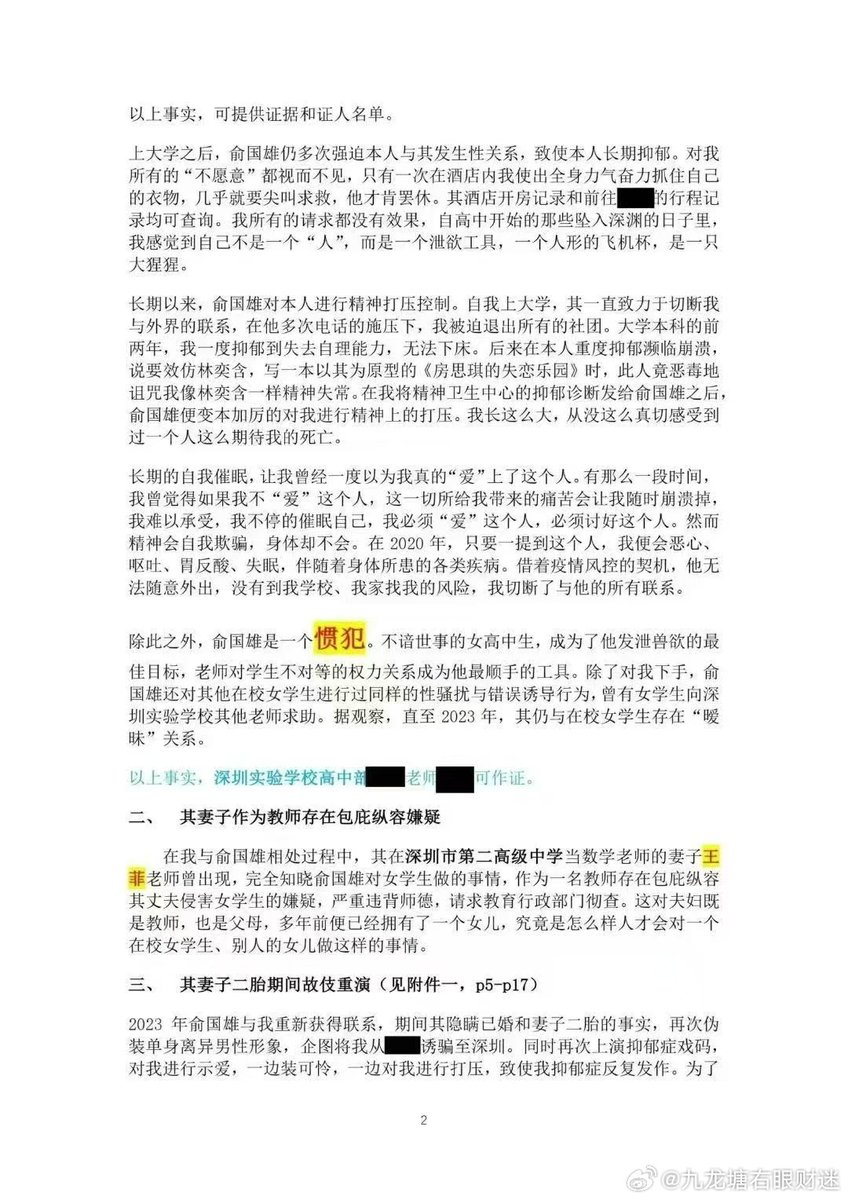 以上事实，可提供证据和证人名单。
上大学之后，俞国雄仍多次强迫本人与其发生性关系，致使本人长期抑郁。对我
所有的“不愿意”都视而不见，只有一次在酒店内我使出全身力气奋力抓住自己
的衣物，几乎就要尖叫求救，他才肯罢休。其酒店开房记录和前往的行程记
录均可查询。我所有的请求都没有效果，自高中开始的那些坠入深渊的日子里，
我感觉到自己不是一个“人”，而是一个泄欲工具，一个人形的飞机杯，是一只
大猩猩。
长期以来，俞国雄对本人进行精神打压控制。自我上大学，其一直致力于切断我
与外界的联系，在他多次电话的施压下，我被迫退出所有的社团。大学本科的前
两年，我一度抑郁到失去自理能力，无法下床。后来在本人重度抑郁濒临崩溃，
说要效仿林奕含，写一本以其为原型的《房思琪的失恋乐园》时，此人竟恶毒地
诅咒我像林奕含一样精神失常。在我将精神卫生中心的抑郁诊断发给俞国雄之后，
俞国雄便变本加厉的对我进行精神上的打压。我长这么大，从没这么真切感受到
过一个人这么期待我的死亡。
长期的自我催眠，让我曾经一度以为我真的“爱”上了这个人。有那么一段时间，
我曾觉得如果我不“爱”这个人，这一切所给我带来的痛苦会让我随时崩溃掉，
我难以承受，我不停的催眠自己，我必须“爱”这个人，必须讨好这个人。然而
精神会自我欺骗，身体却不会。在 2020 年，只要一提到这个人，我便会恶心、
呕吐、胃反酸、失眠，伴随着身体所患的各类疾病。借着疫情风控的契机，他无
法随意外出，没有到我学校、我家找我的风险，我切断了与他的所有联系。
除此之外，俞国雄是一个惯犯。不谙世事的女高中生，成为了他发泄兽欲的最
佳目标，老师对学生不对等的权力关系成为他最顺手的工具。除了对我下手，俞
国雄还对其他在校女学生进行过同样的性骚扰与错误诱导行为，曾有女学生向深
圳实验学校其他老师求助。据观察，直至 2023 年，其仍与在校女学生存在“暧
昧”关系。
以上事实，深圳实验学校高中部老师可作证。
二、 其妻子作为教师存在包庇纵容嫌疑
在我与俞国雄相处过程中，其在深圳市第二高级中学当数学老师的妻子王
菲老师曾出现，完全知晓俞国雄对女学生做的事情，作为一名教师存在包庇纵容
其丈夫侵害女学生的嫌疑，严重违背师德，请求教育行政部门彻查。这对夫妇既
是教师，也是父母，多年前便已经拥有了一个女儿，究竟是怎么样人才会对一个
在校女学生、别人的女儿做这样的事情。
三、 其妻子二胎期间故伎重演（见附件一，p5-p17）
2023 年俞国雄与我重新获得联系，期间其隐瞒已婚和妻子二胎的事实，再次伪
装单身离异男性形象，企图将我从诱骗至深圳。同时再次上演抑郁症戏码，
对我进行示爱，一边装可怜，一边对我进行打压，致使我抑郁症反复发作。为了
2
@九龙塘右眼财迷